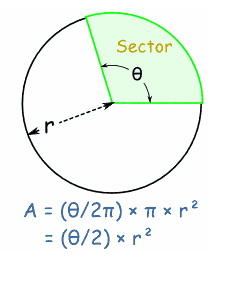 Sector
θ
r
A = (θ/2π) × π × r²
= (θ/2) × r²